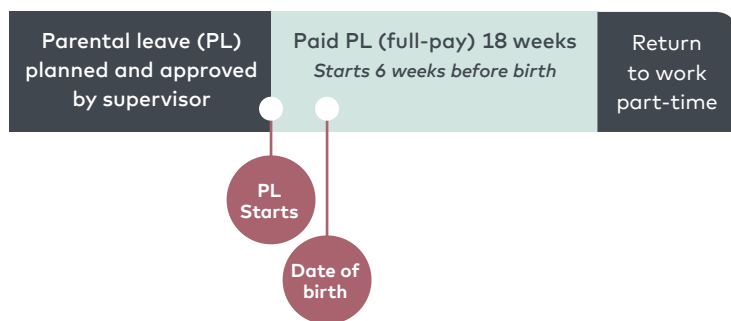 Parental leave (PL)
planned and approved
by supervisor
Paid PL (full-pay) 18 weeks
Starts 6 weeks before birth
Return
to work
part-time
PL
Starts
Date of
birth